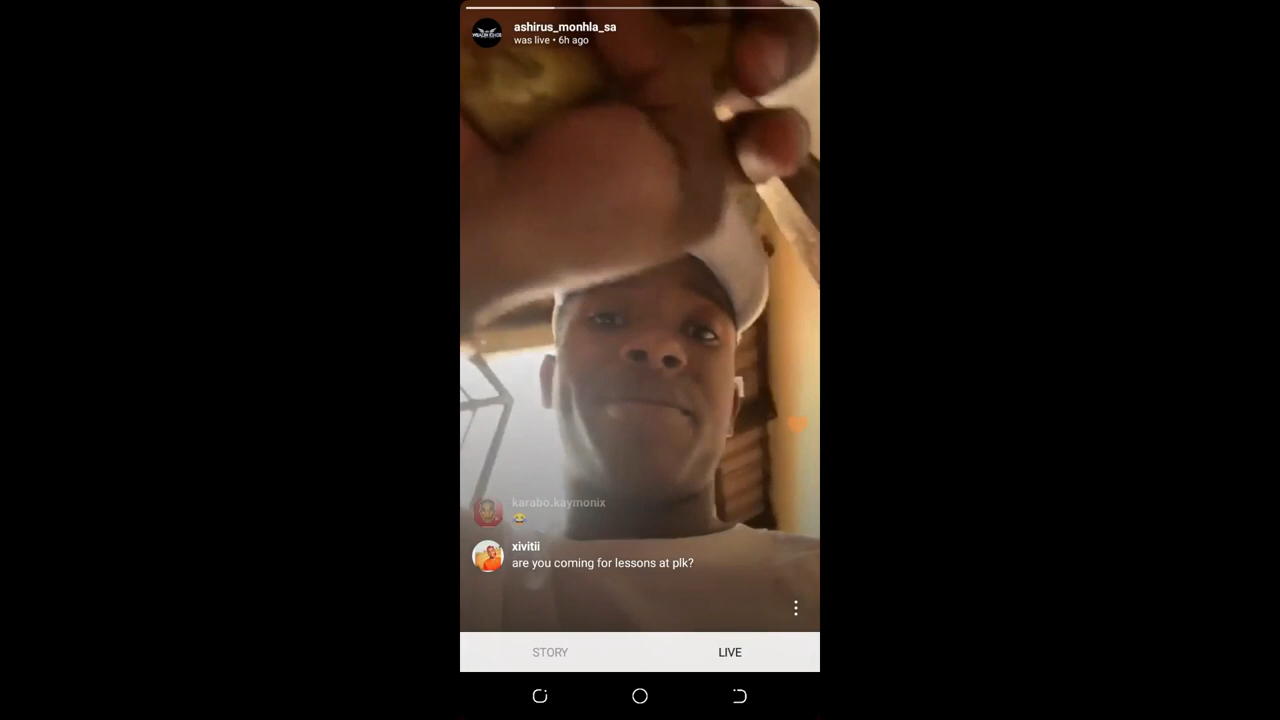 ashirus_monhla_sa
was live • 6h ago
karabo.kaymonix
😂
xivitii
are you coming for lessons at plk?
STORY
LIVE